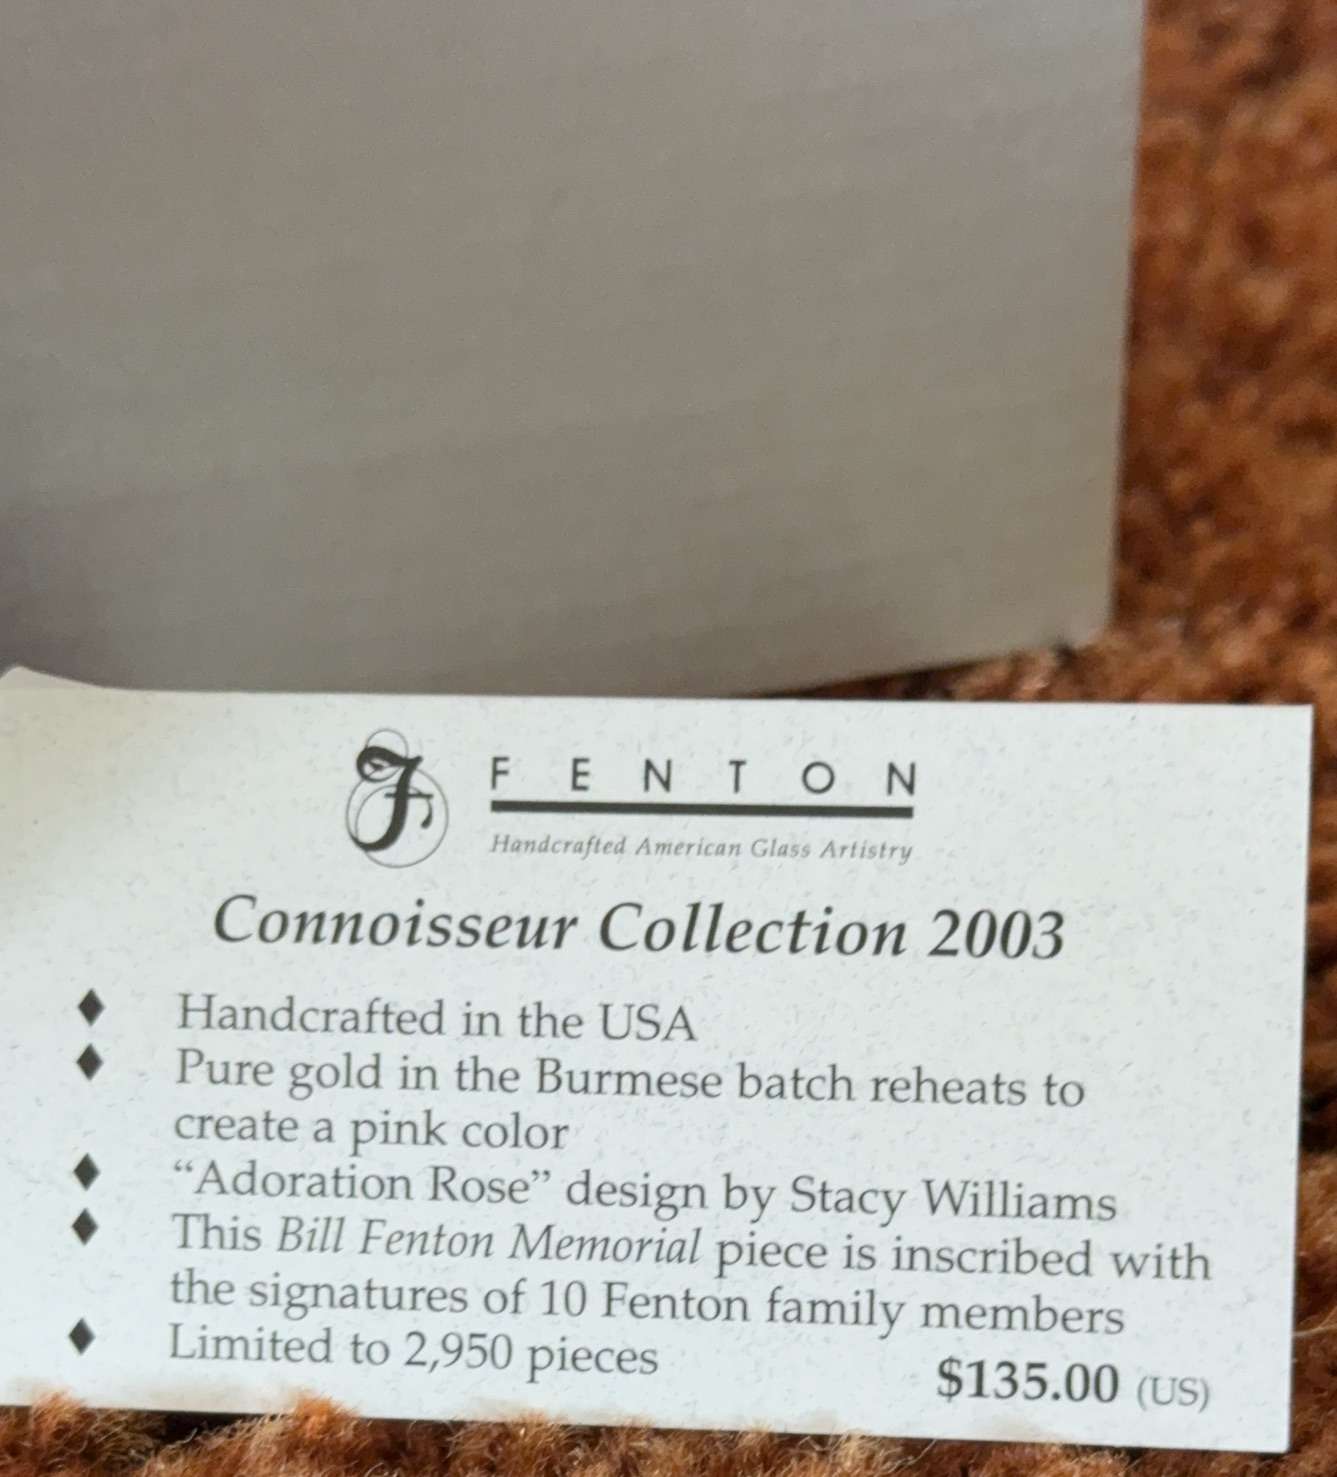 F FENTON
Handcrafted American Glass Artistry
Connoisseur Collection 2003
♦ Handcrafted in the USA
♦ Pure gold in the Burmese batch reheats to
create a pink color
♦ “Adoration Rose” design by Stacy Williams
♦ This Bill Fenton Memorial piece is inscribed with
the signatures of 10 Fenton family members
♦ Limited to 2,950 pieces
$135.00 (US)